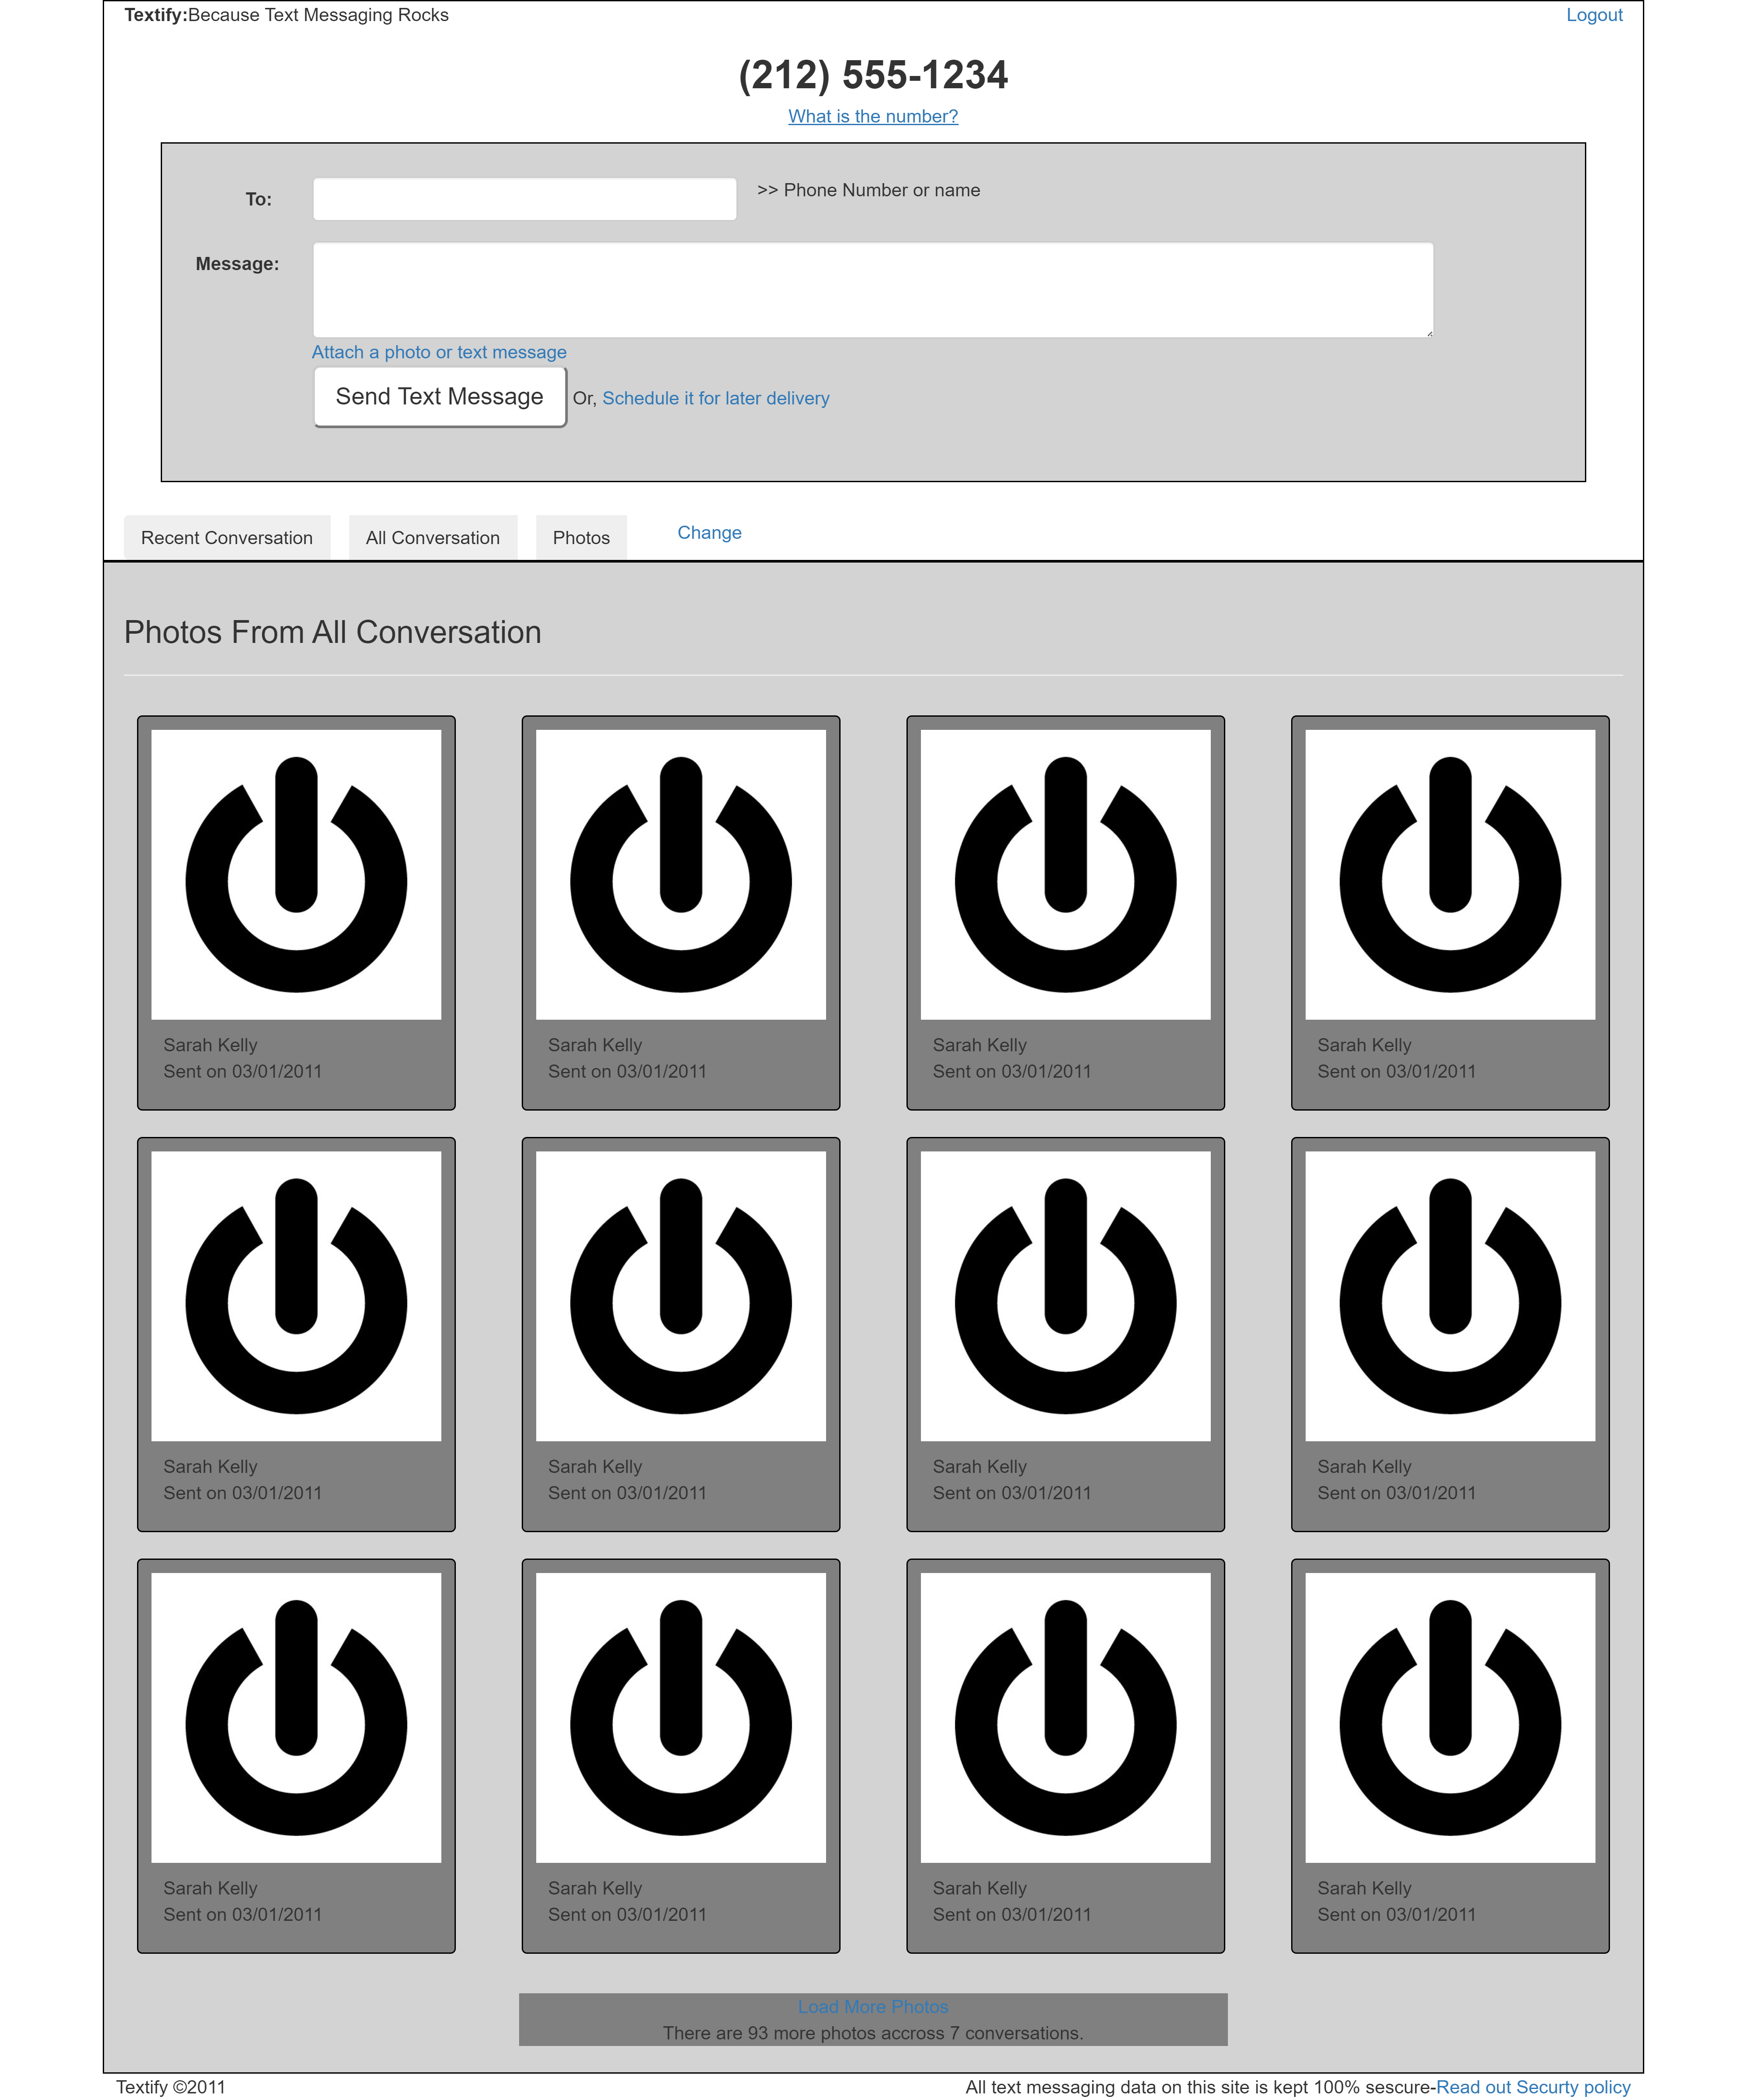 Textify:Because Text Messaging Rocks Logout
(212) 555-1234
What is the number?
To: >> Phone Number or name
Message:
Attach a photo or text message
Send Text Message Or, Schedule it for later delivery
Recent Conversation All Conversation Photos Change
Photos From All Conversation
Sarah Kelly Sarah Kelly Sarah Kelly Sarah Kelly
Sent on 03/01/2011 Sent on 03/01/2011 Sent on 03/01/2011 Sent on 03/01/2011
Sarah Kelly Sarah Kelly Sarah Kelly Sarah Kelly
Sent on 03/01/2011 Sent on 03/01/2011 Sent on 03/01/2011 Sent on 03/01/2011
Sarah Kelly Sarah Kelly Sarah Kelly Sarah Kelly
Sent on 03/01/2011 Sent on 03/01/2011 Sent on 03/01/2011 Sent on 03/01/2011
Load More Photos
There are 93 more photos accross 7 conversations.
Textify ©2011 All text messaging data on this site is kept 100% sescure-Read out Securty policy